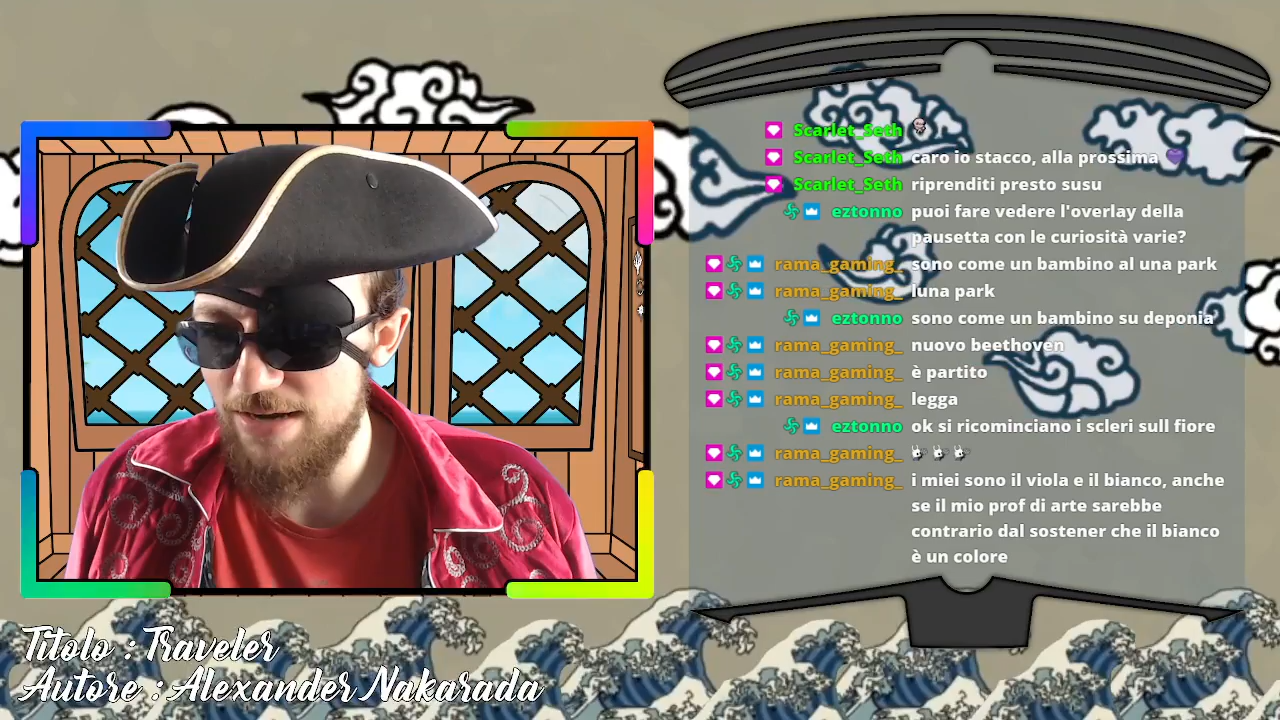 Scarlet_Seth
Scarlet_Seth caro io stacco, alla prossima
Scarlet_Seth riprenditi presto susu
eztonno puoi fare vedere l'overlay della
pausetta con le curiosità varie?
rama_gaming_ sono come un bambino al una park
rama_gaming_ luna park
eztonno sono come un bambino su deponia
rama_gaming_ nuovo beethoven
rama_gaming_ è partito
rama_gaming_ legga
eztonno ok si ricominciano i scleri sull fiore
rama_gaming_
rama_gaming_ i miei sono il viola e il bianco, anche
se il mio prof di arte sarebbe
contrario dal sostener che il bianco
è un colore
Titolo : Traveler
Autore : Alexander Nakarada